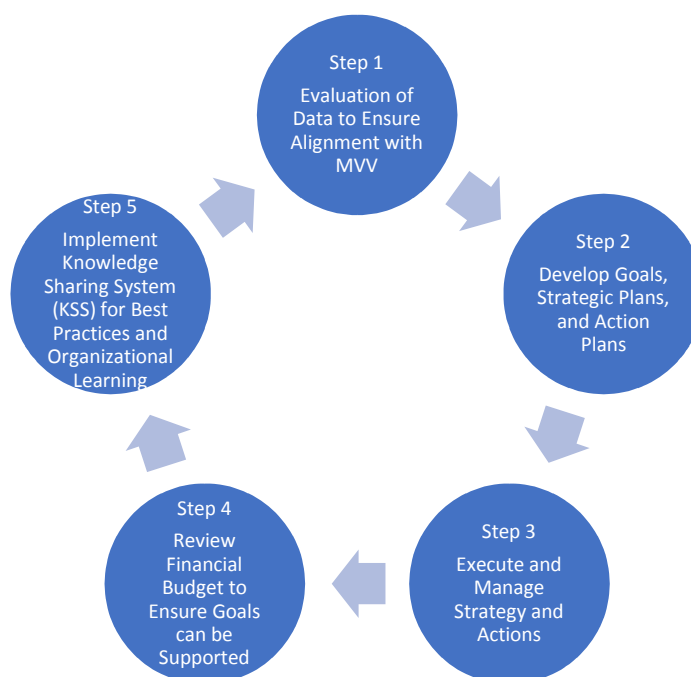 Step 1
Evaluation of
Data to Ensure
Alignment with
MVV
Step 2
Develop Goals,
Strategic Plans,
and Action
Plans
Step 3
Execute and
Manage
Strategy and
Actions
Step 4
Review
Financial
Budget to
Ensure Goals
can be
Supported
Step 5
Implement
Knowledge
Sharing System
(KSS) for Best
Practices and
Organizational
Learning